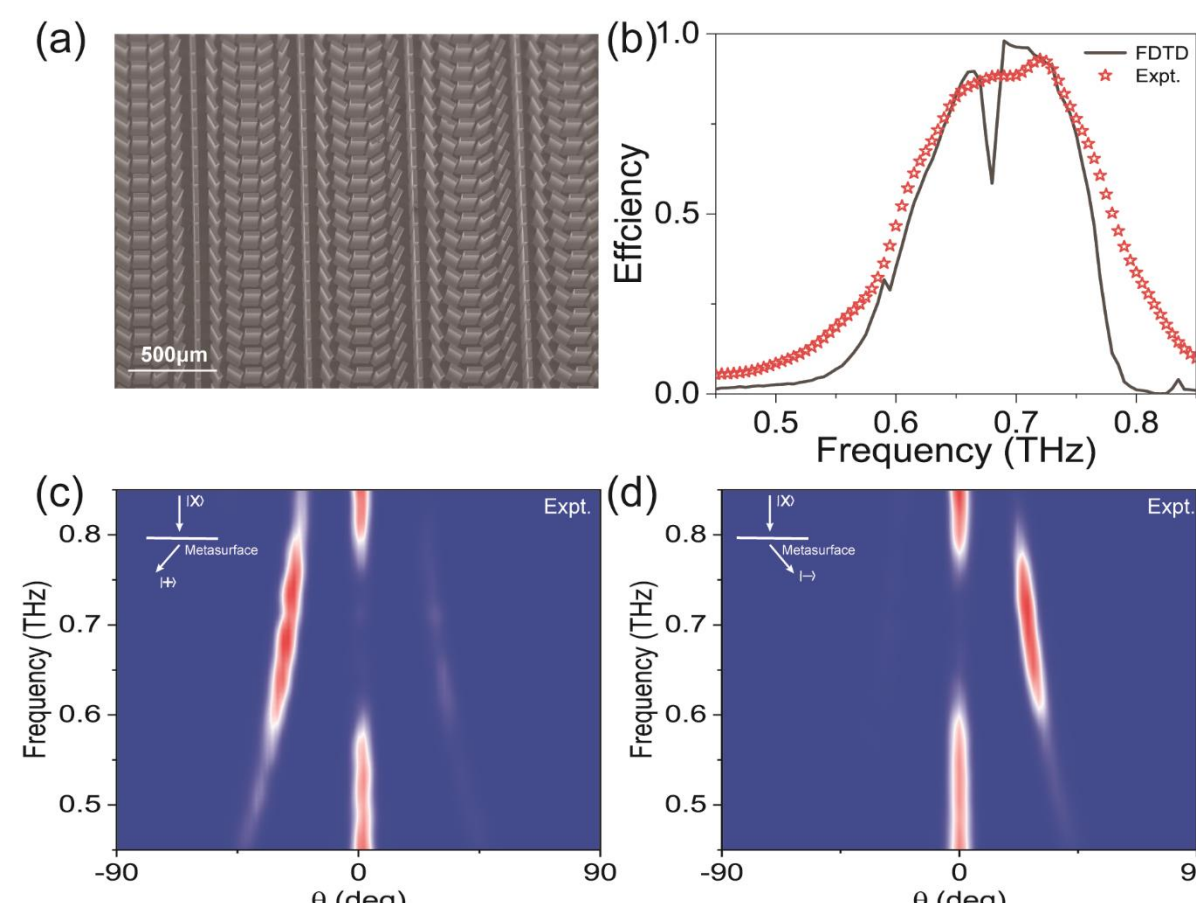 (a)
500μm
(b)
1.0
0.5
0.0
Effciency
FDTD
Expt.
0.5 0.6 0.7 0.8
Frequency (THz)
(c)
|X⟩
Metasurface
|+⟩
Expt.
0.8
0.7
0.6
0.5
Frequency (THz)
-90 0 90
θ (deg)
(d)
|X⟩
Metasurface
|−⟩
Expt.
0.8
0.7
0.6
0.5
Frequency (THz)
-90 0 9
θ (deg)